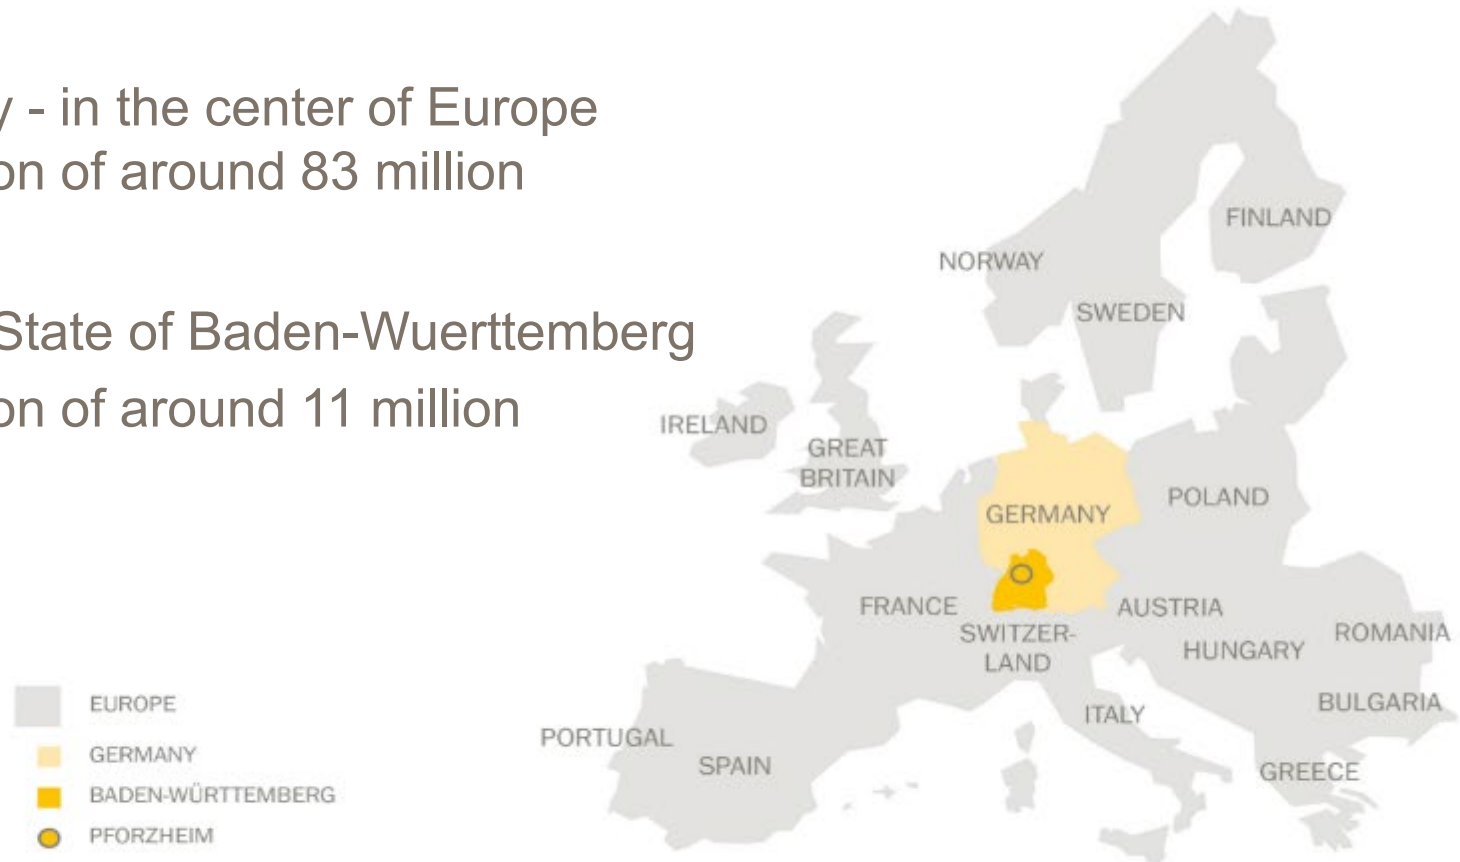 y - in the center of Europe
on of around 83 million
State of Baden-Wuerttemberg
on of around 11 million
FINLAND
NORWAY
SWEDEN
IRELAND
GREAT
BRITAIN
GERMANY
POLAND
FRANCE
AUSTRIA
SWITZER-
LAND
HUNGARY
ROMANIA
BULGARIA
ITALY
PORTUGAL
SPAIN
GREECE
EUROPE
GERMANY
BADEN-WÜRTTEMBERG
PFORZHEIM